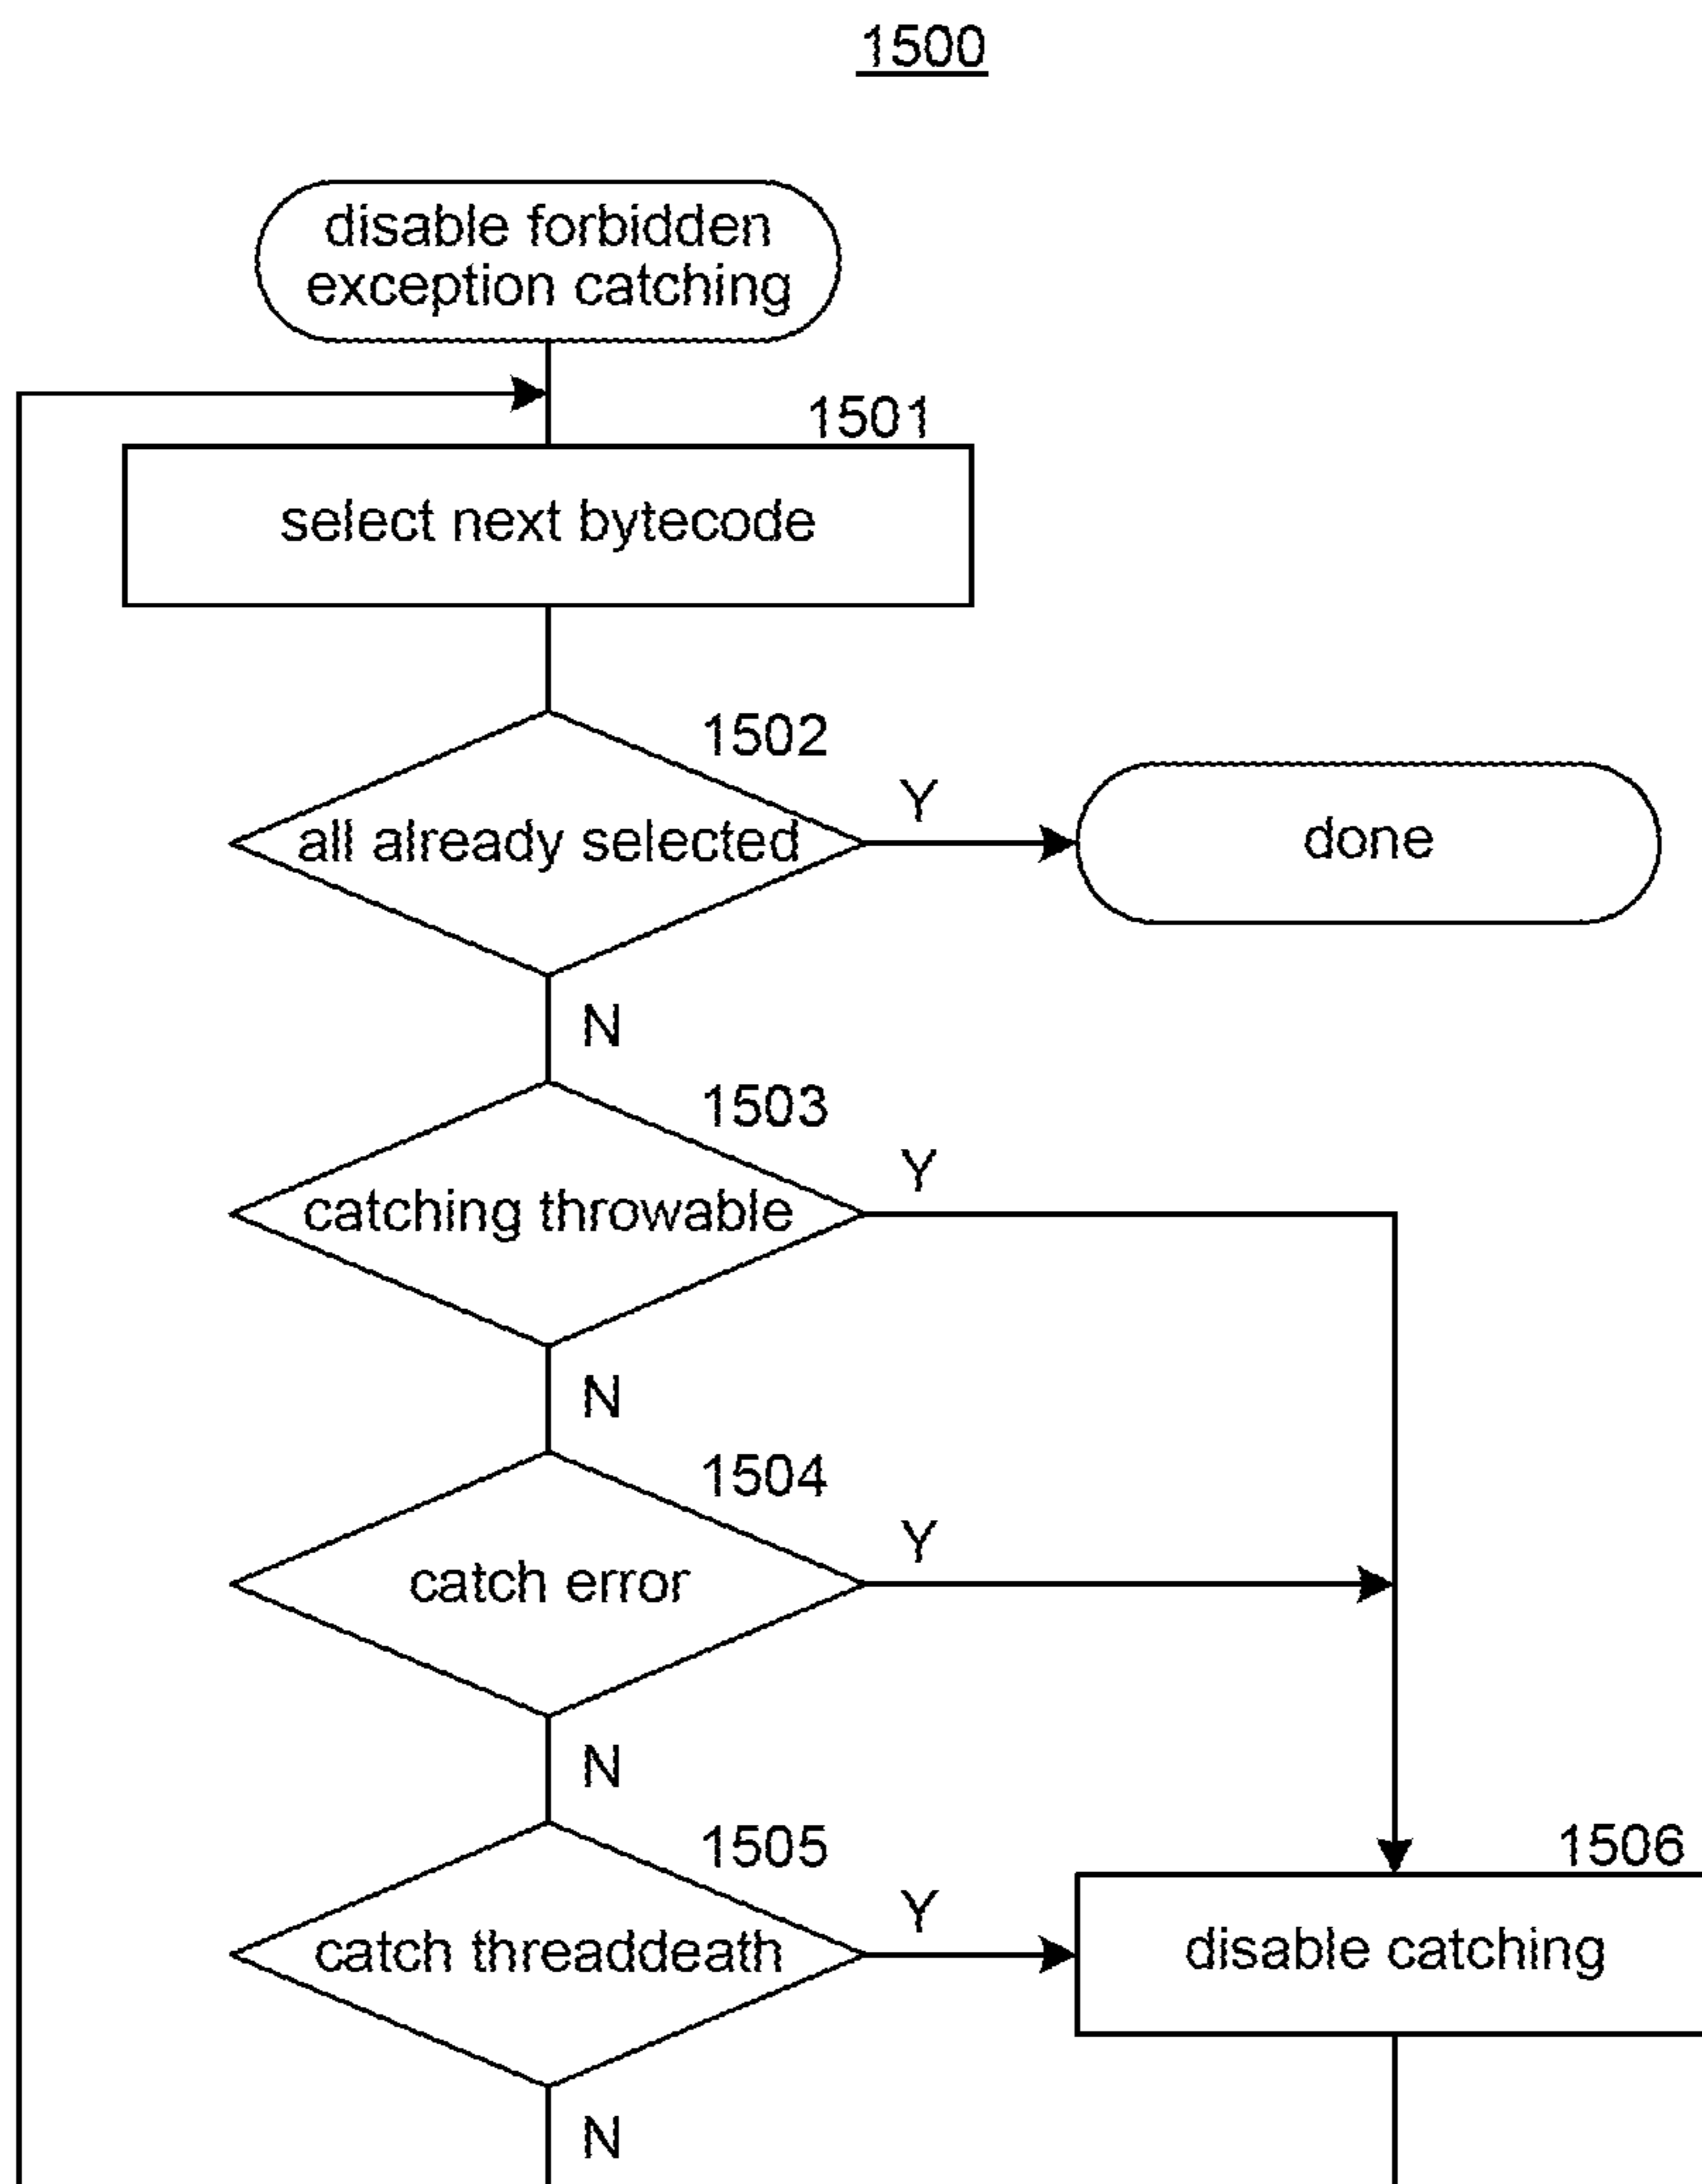 1500
disable forbidden
exception catching
1501
select next bytecode
1502
Y
all already selected
done
N
1503
Y
catching throwable
N
1504
Y
catch error
N
1505
1506
Y
catch threaddeath
disable catching
N